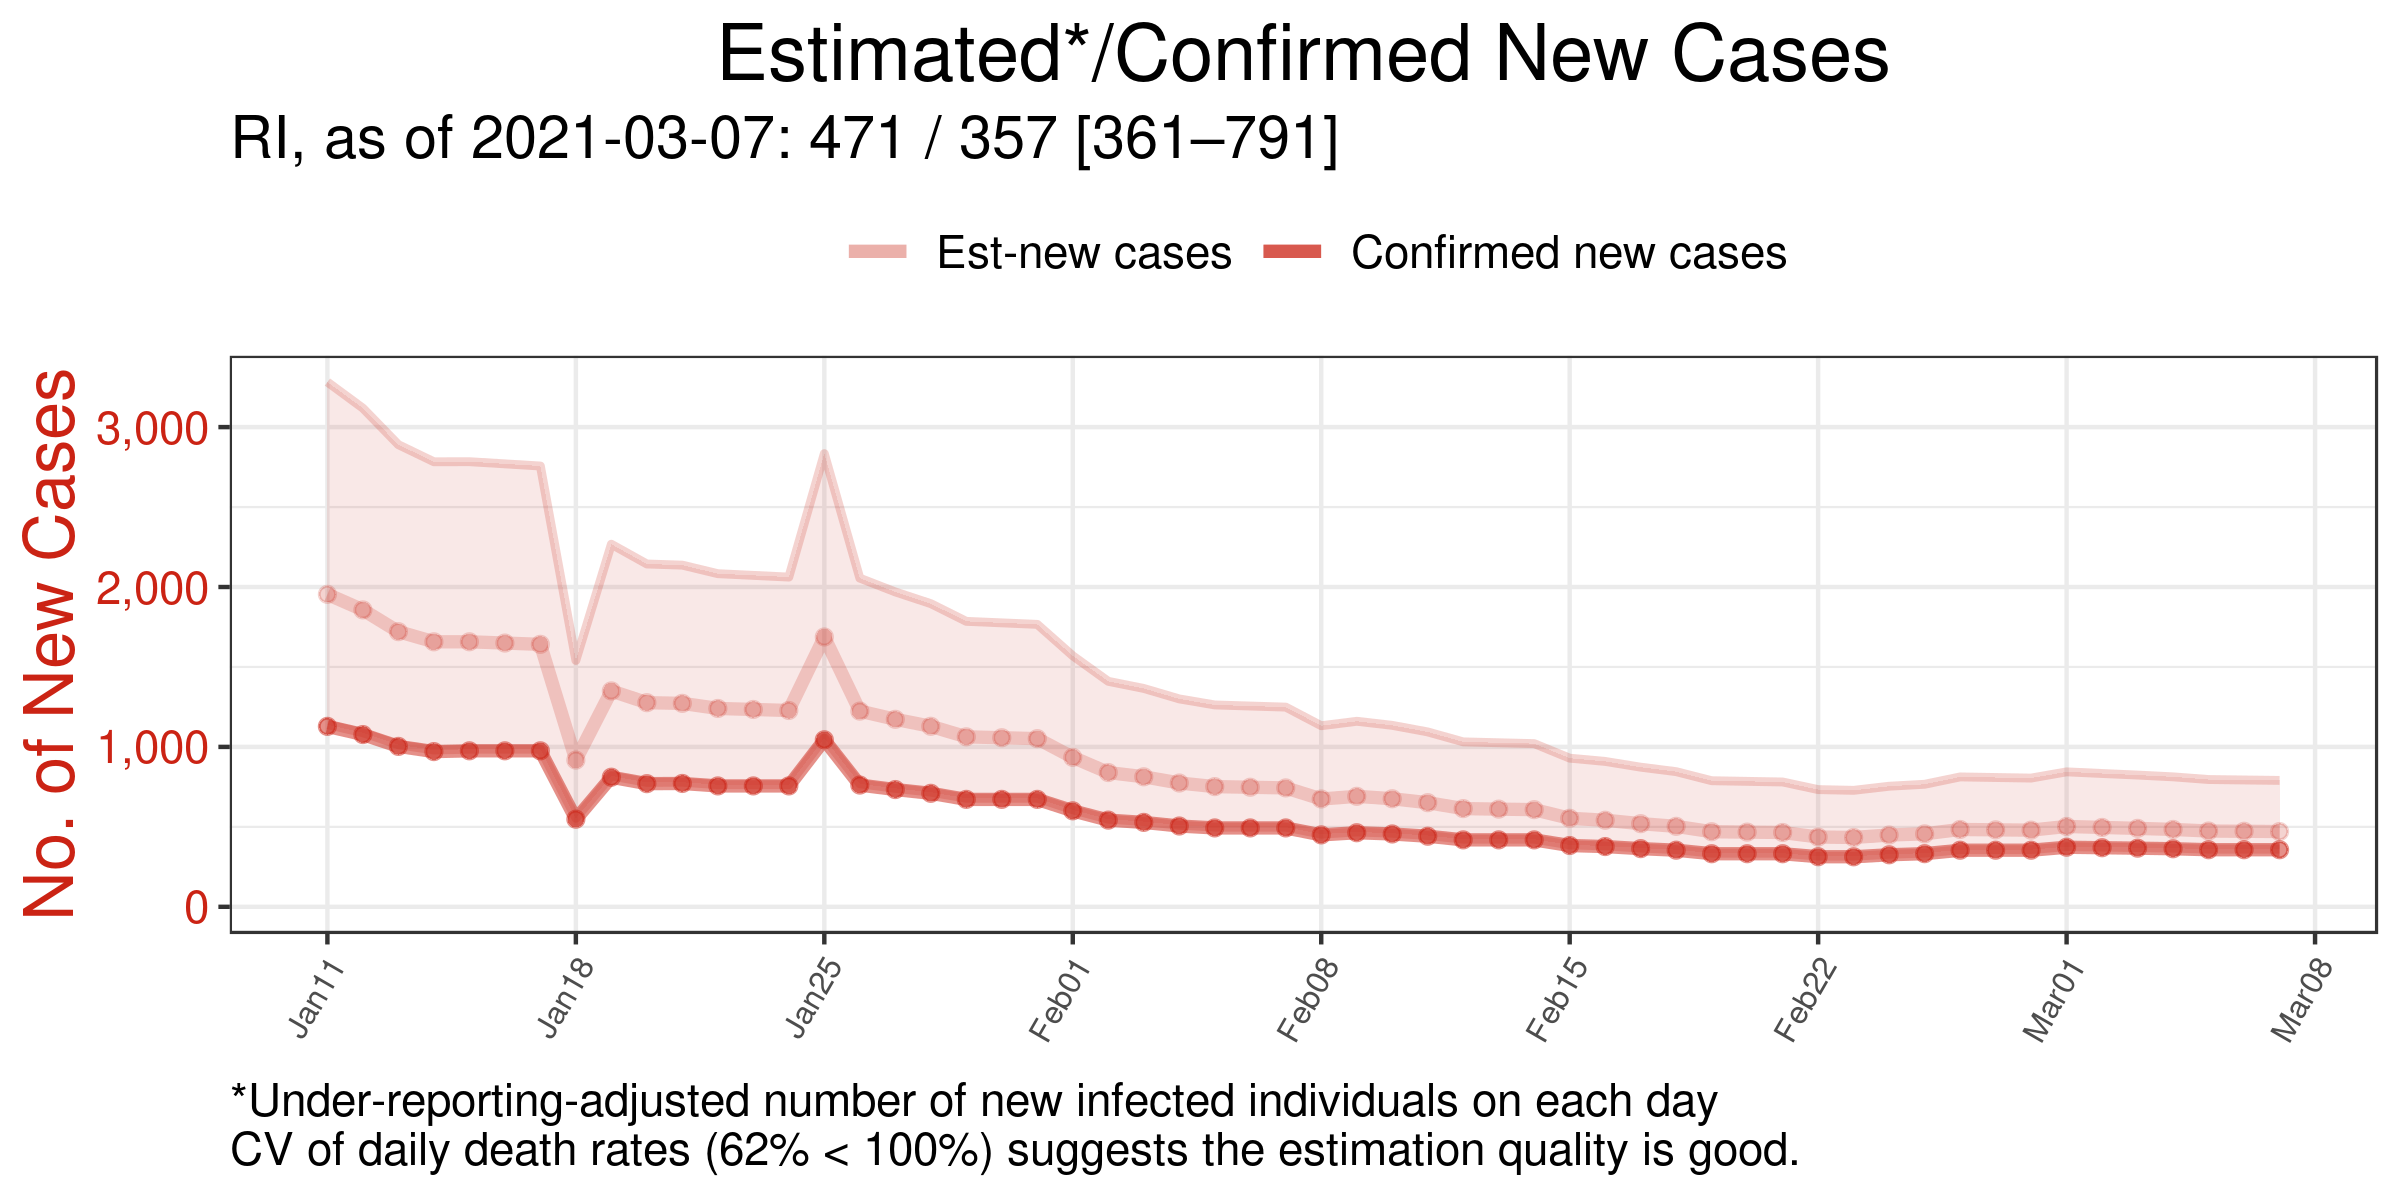 Estimated*/Confirmed New Cases
RI, as of 2021-03-07: 471 / 357 [361–791]
Est-new cases
Confirmed new cases
No. of New Cases
3,000
2,000
1,000
0
Jan11
Jan18
Jan25
Feb01
Feb08
Feb15
Feb22
Mar01
Mar08
*Under-reporting-adjusted number of new infected individuals on each day
CV of daily death rates (62% < 100%) suggests the estimation quality is good.